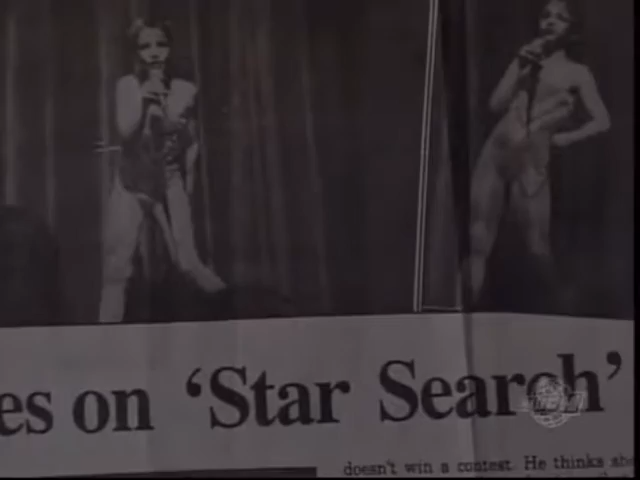 es on ‘Star Search’
doesn't win a contest. He thinks she